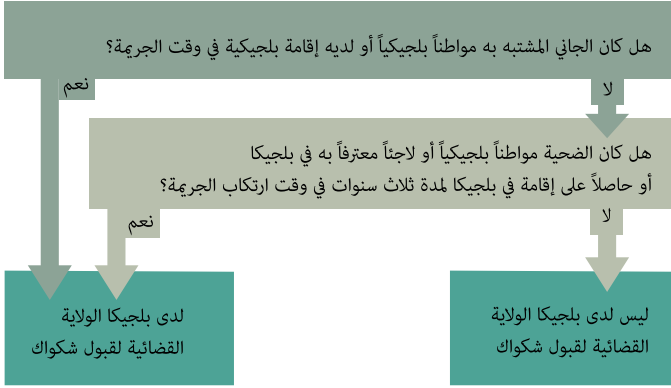 هل كان الجاني المشتبه به مواطناً بلجيكياً أو لديه إقامة بلجيكية في وقت الجريمة؟
لا
نعم
هل كان الضحية مواطناً بلجيكياً أو لاجئاً معترفاً به في بلجيكا
أو حاصلاً على إقامة في بلجيكا لمدة ثلاث سنوات في وقت ارتكاب الجريمة؟
لا
نعم
ليس لدى بلجيكا الولاية
القضائية لقبول شكواك
لدى بلجيكا الولاية
القضائية لقبول شكواك